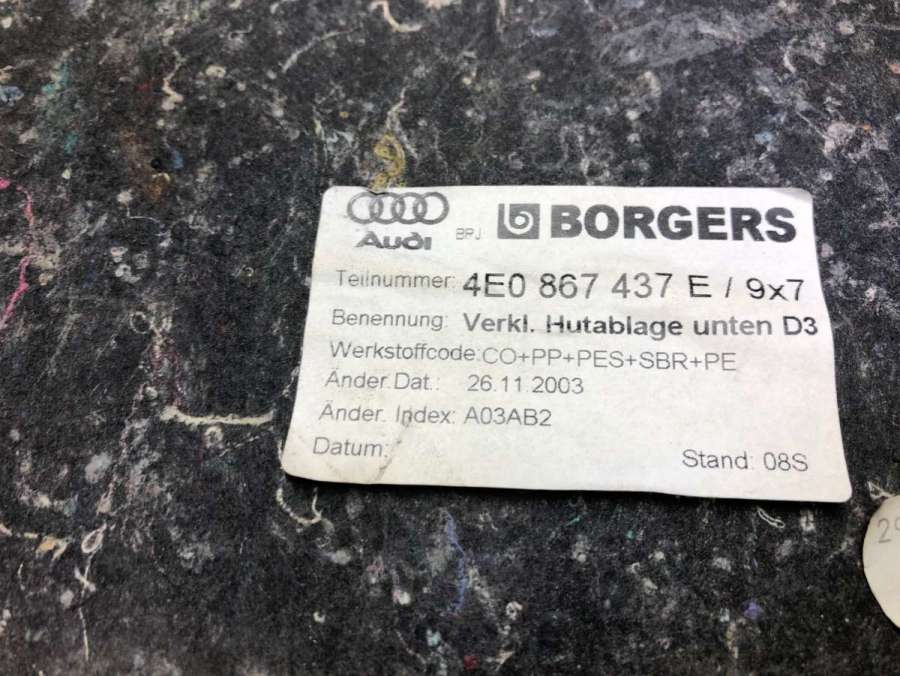 Audi BPJ BORGERS
Teilnummer: 4E0 867 437 E / 9x7
Benennung: Verkl. Hutablage unten D3
Werkstoffcode: CO+PP+PES+SBR+PE
Änder.Dat.: 26.11.2003
Änder. Index: A03AB2
Datum:
Stand: 08S